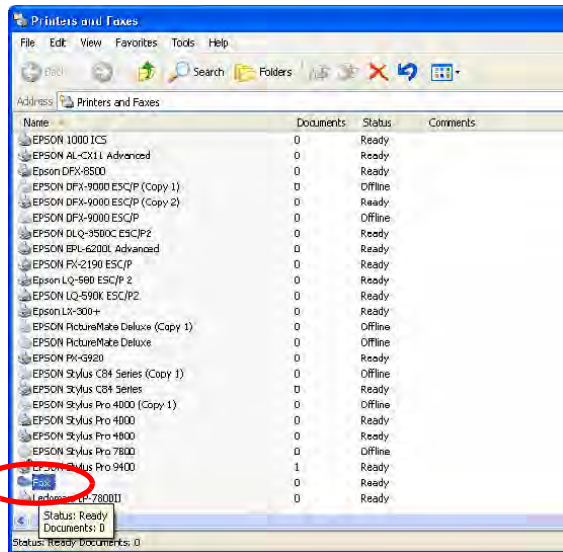 Printers and Faxes
File Edit View Favorites Tools Help
Back Search Folders
Address Printers and Faxes
Name Documents Status Comments
EPSON 1000 ICS 0 Ready
EPSON AL-CX11 Advanced 0 Ready
Epson DFX-8500 0 Ready
EPSON DFX-9000 ESC/P (Copy 1) 0 Offline
EPSON DFX-9000 ESC/P (Copy 2) 0 Ready
EPSON DFX-9000 ESC/P 0 Offline
EPSON DLQ-3500C ESC/P2 0 Ready
EPSON EPL-6200L Advanced 0 Ready
EPSON FX-2190 ESC/P 0 Ready
Epson LQ-580 ESC/P 2 0 Ready
EPSON LQ-590K ESC/P2 0 Ready
Epson LX-300+ 0 Ready
EPSON PictureMate Deluxe (Copy 1) 0 Offline
EPSON PictureMate Deluxe 0 Offline
EPSON PX-G920 0 Ready
EPSON Stylus C84 Series (Copy 1) 0 Offline
EPSON Stylus C84 Series 0 Ready
EPSON Stylus Pro 4000 (Copy 1) 0 Offline
EPSON Stylus Pro 4000 0 Ready
EPSON Stylus Pro 4800 0 Ready
EPSON Stylus Pro 7800 0 Offline
EPSON Stylus Pro 9400 1 Ready
Fax 0 Ready
LP-7800II 0 Ready
Status: Ready
Documents: 0
Status: Ready Documents: 0